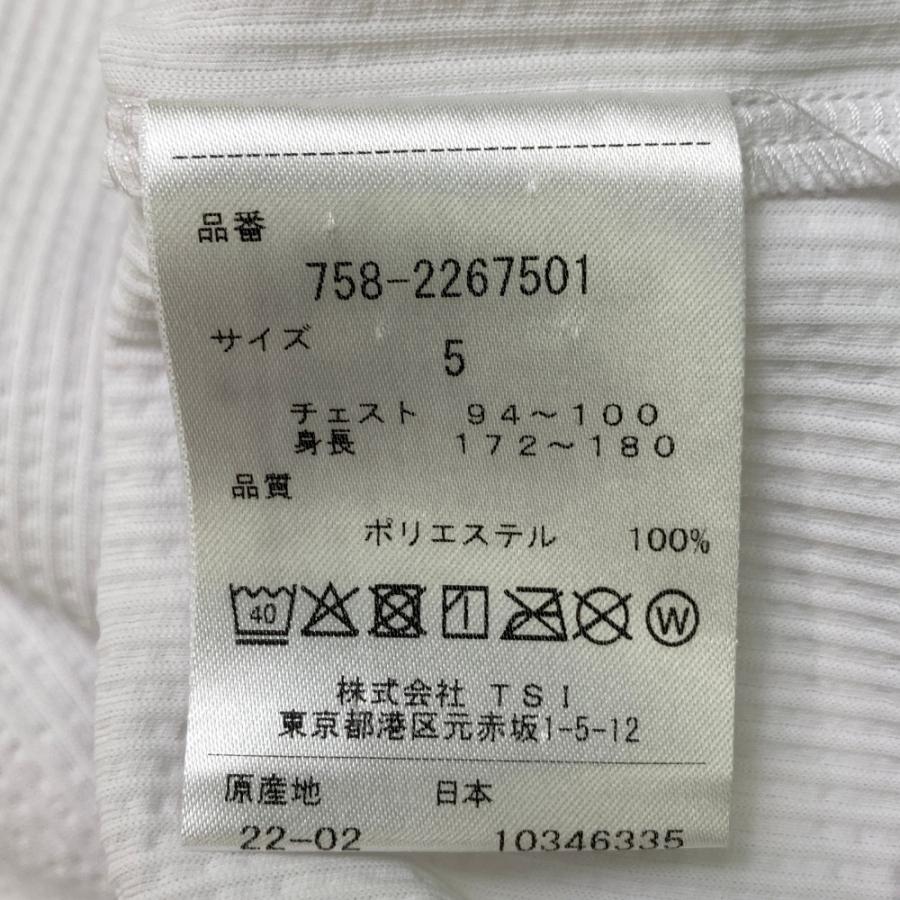 品番
758-2267501
サイズ 5
チェスト 94～100
身長 172～180
品質
ポリエステル 100%
40 W
株式会社 TSI
東京都港区元赤坂1-5-12
原産地 日本
22-02 10346335